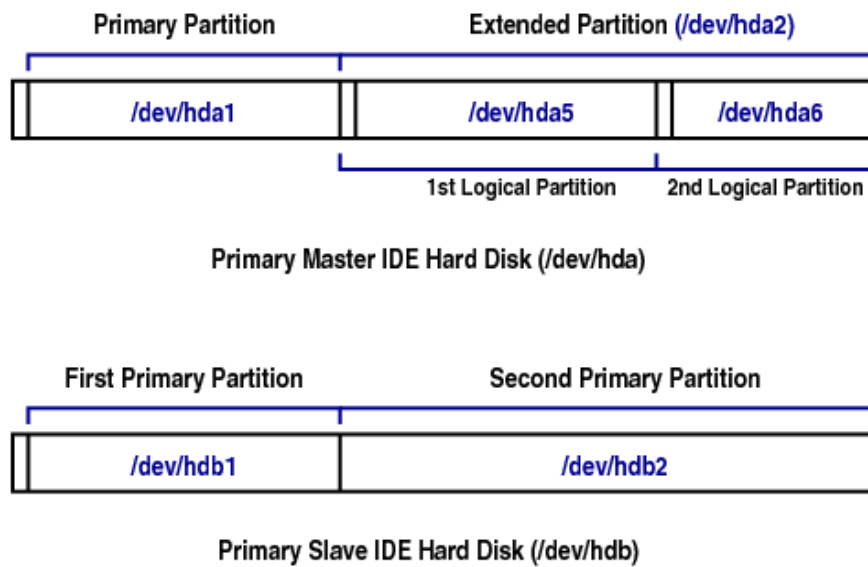 Primary Partition
Extended Partition (/dev/hda2)
/dev/hda1
/dev/hda5
/dev/hda6
1st Logical Partition
2nd Logical Partition
Primary Master IDE Hard Disk (/dev/hda)
First Primary Partition
Second Primary Partition
/dev/hdb1
/dev/hdb2
Primary Slave IDE Hard Disk (/dev/hdb)